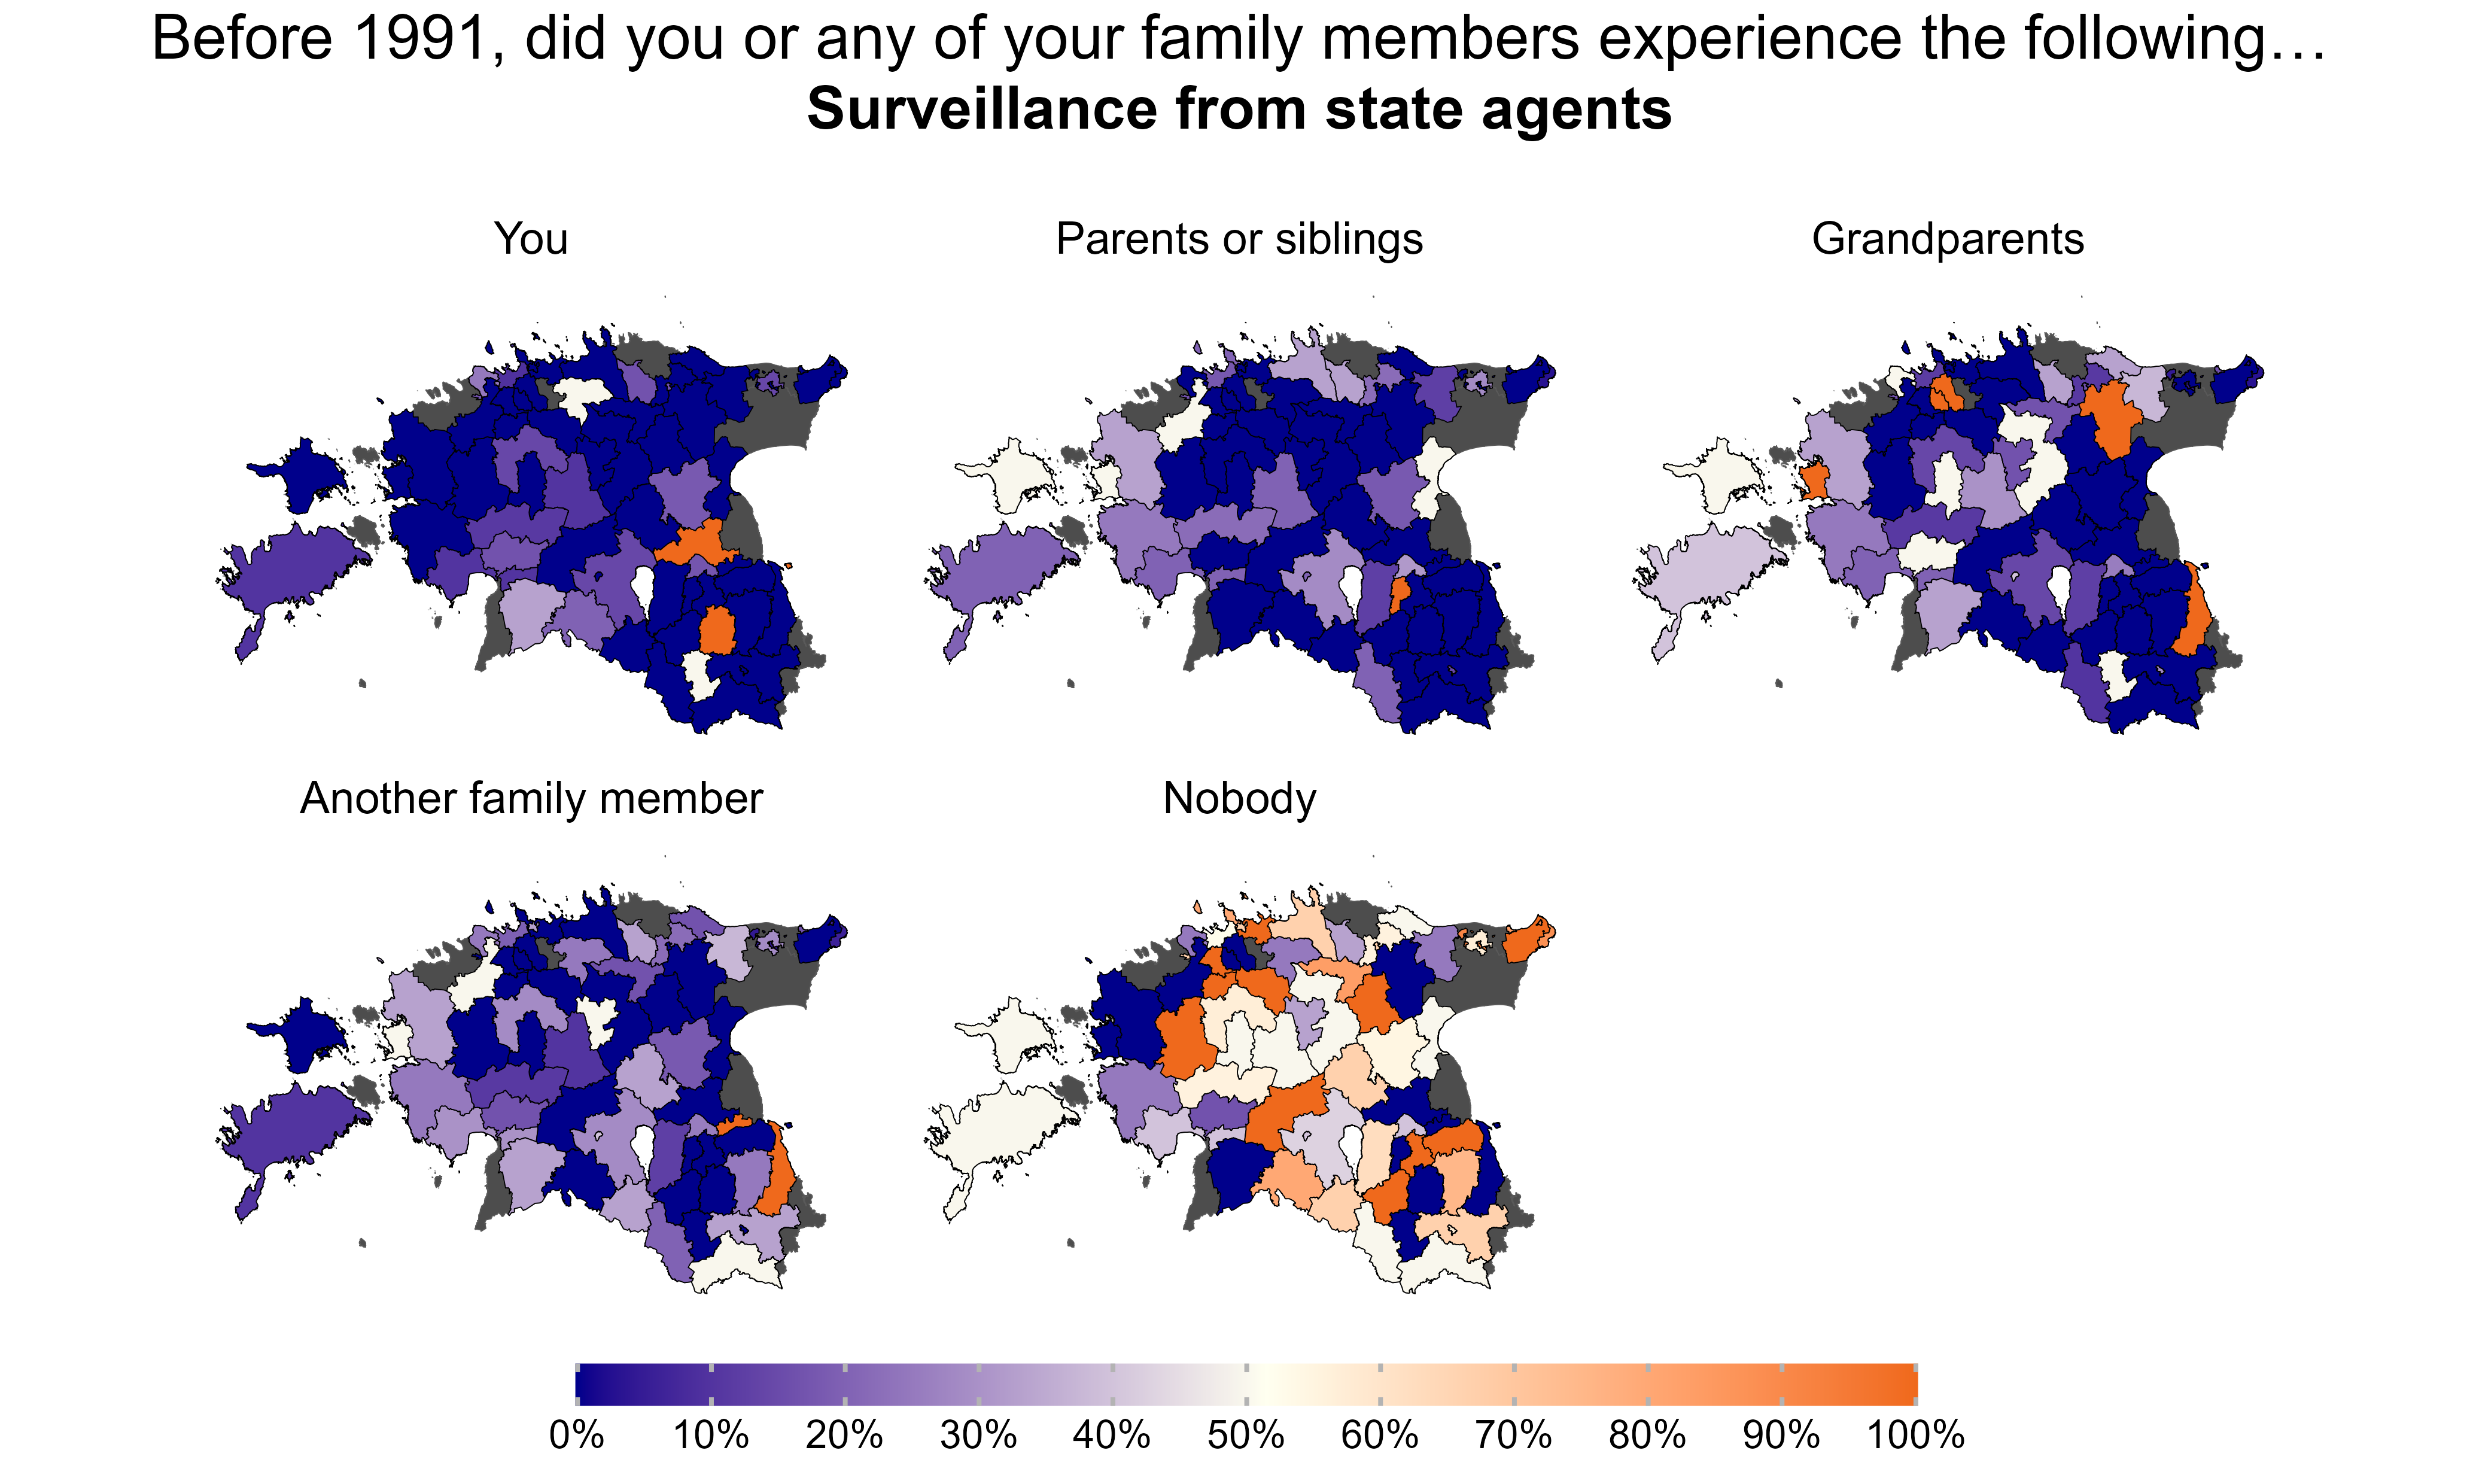 Before 1991, did you or any of your family members experience the following…
Surveillance from state agents
You
Parents or siblings
Grandparents
Another family member
Nobody
0% 10% 20% 30% 40% 50% 60% 70% 80% 90% 100%